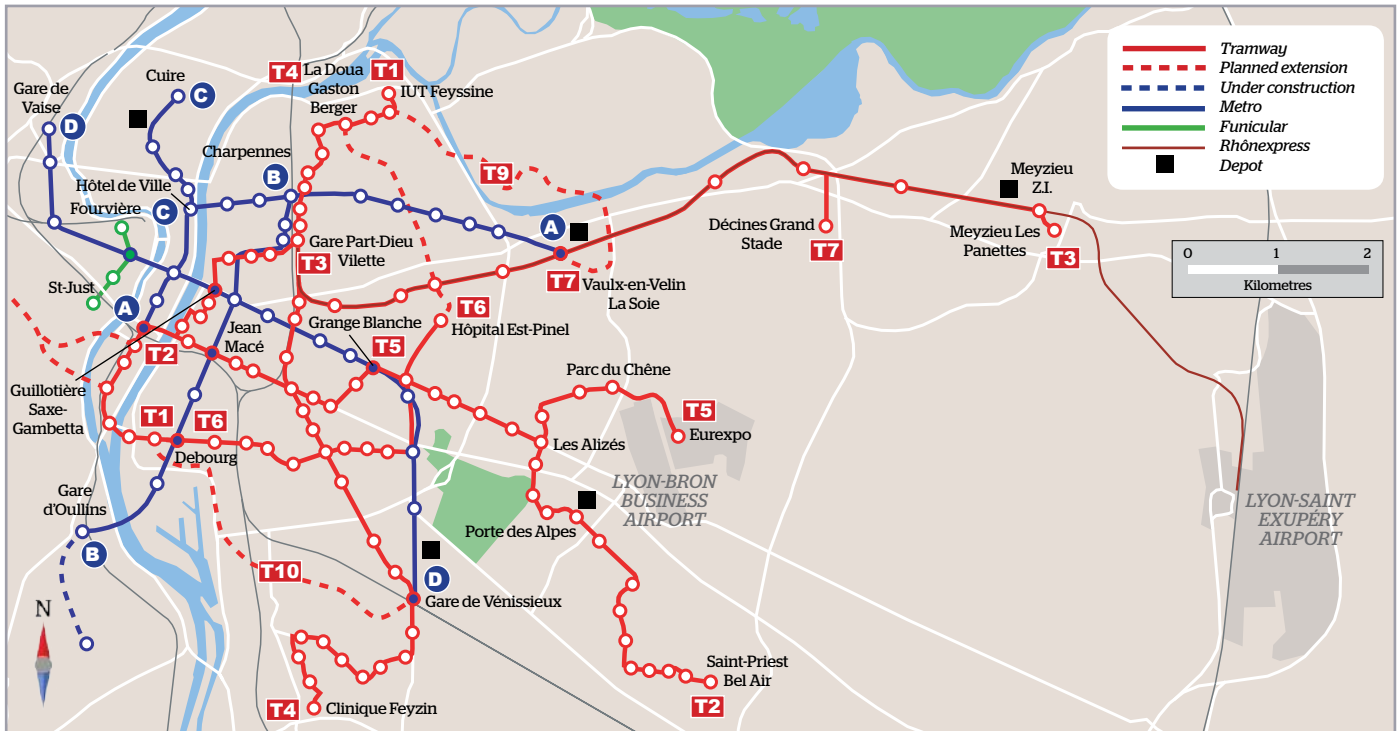 Tramway
Planned extension
Under construction
Metro
Funicular
Rhônexpress
Depot
0 1 2
Kilometres
Gare de
Vaise
D
Cuire
C
T4
La Doua
Gaston
Berger
T1
IUT Feyssine
Charpennes
B
Hôtel de Ville
Fourvière
C
T9
A
Meyzieu
Z.I.
Décines Grand
Stade
T7
Meyzieu Les
Panettes
T3
Gare Part-Dieu
Vilette
T3
T7
Vaulx-en-Velin
La Soie
St-Just
A
T6
Hôpital Est-Pinel
Grange Blanche
T5
Jean
Macé
T2
Guillotière
Saxe-
Gambetta
Parc du Chêne
T5
Eurexpo
T1
T6
Debourg
Les Alizés
LYON-BRON
BUSINESS
AIRPORT
LYON-SAINT
EXUPÉRY
AIRPORT
Gare
d'Oullins
B
Porte des Alpes
T10
D
Gare de Vénissieux
N
Saint-Priest
Bel Air
T2
T4
Clinique Feyzin